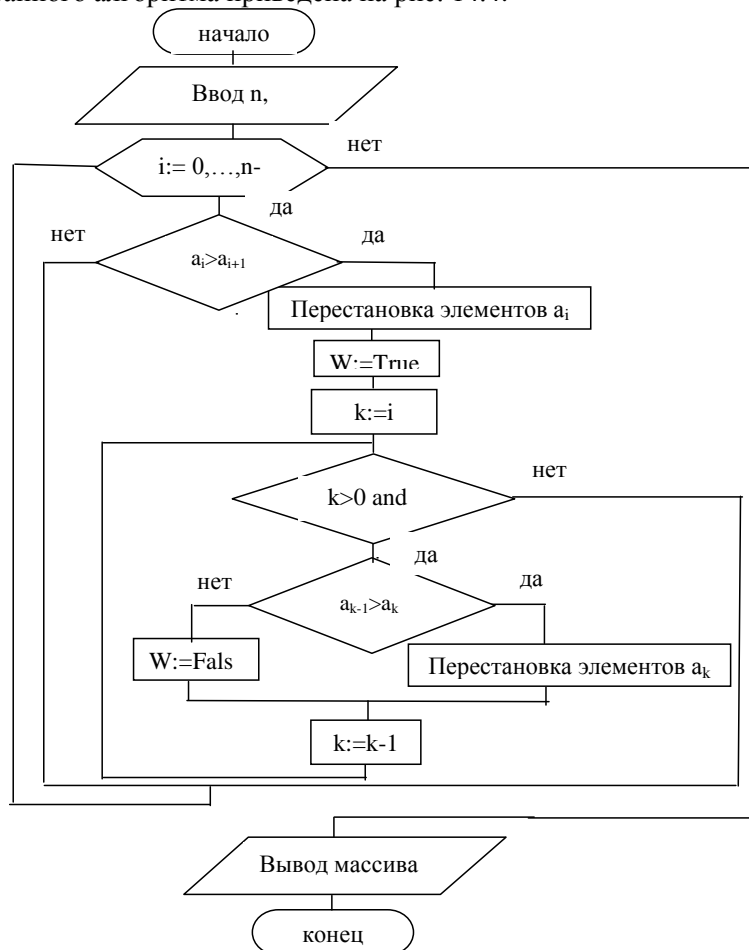 анного алгоритма приведена на рис. 14.4.
начало
Ввод n,
i:= 0,…,n-
нет
да
нет
да
aᵢ>aᵢ₊₁
Перестановка элементов aᵢ
W:=True
k:=i
k>0 and
нет
да
нет
да
aₖ₋₁>aₖ
W:=Fals
Перестановка элементов aₖ
k:=k-1
Вывод массива
конец